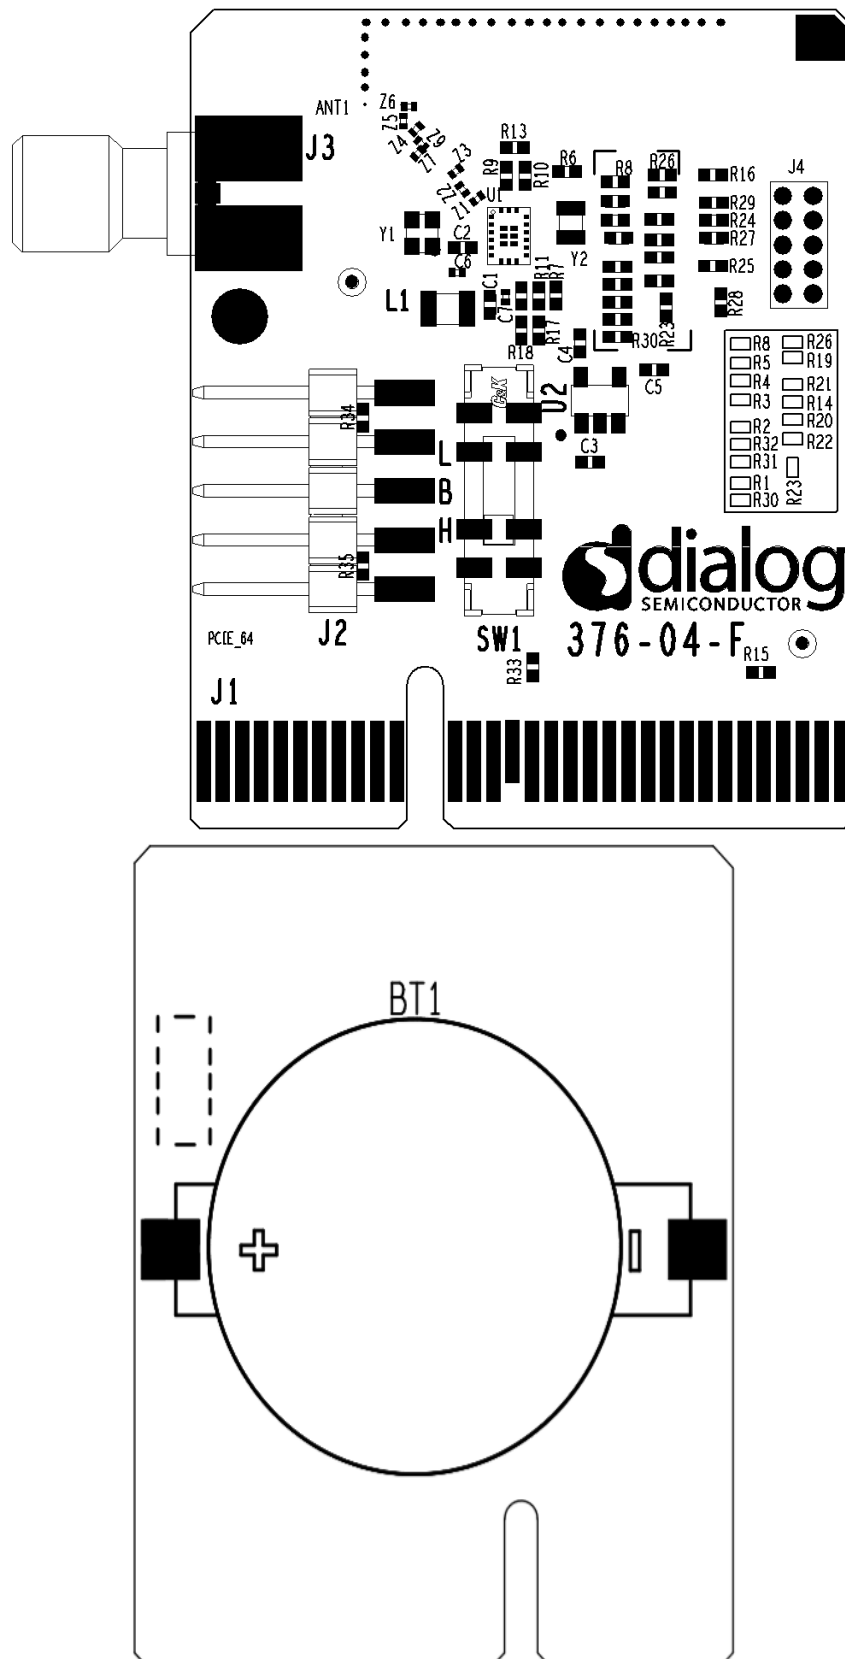 ANT1
Z6
Z5
Z4
Z9
Z7
Z3
Z2
Z1
J3
R13
R9
R10
R6
R8
R26
R16
J4
R29
R24
R27
R25
R28
U1
Y1
C2
C6
Y2
L1
C1
C7
R11
R7
R18
R17
C4
R30
R23
C5
U2
C3
C&K
R34
R35
L
B
H
R8
R5
R4
R3
R2
R32
R31
R1
R30
R26
R19
R21
R14
R20
R22
R23
dialog
SEMICONDUCTOR
376-04-F
PCIE_64
J2
SW1
R33
R15
J1
BT1
+